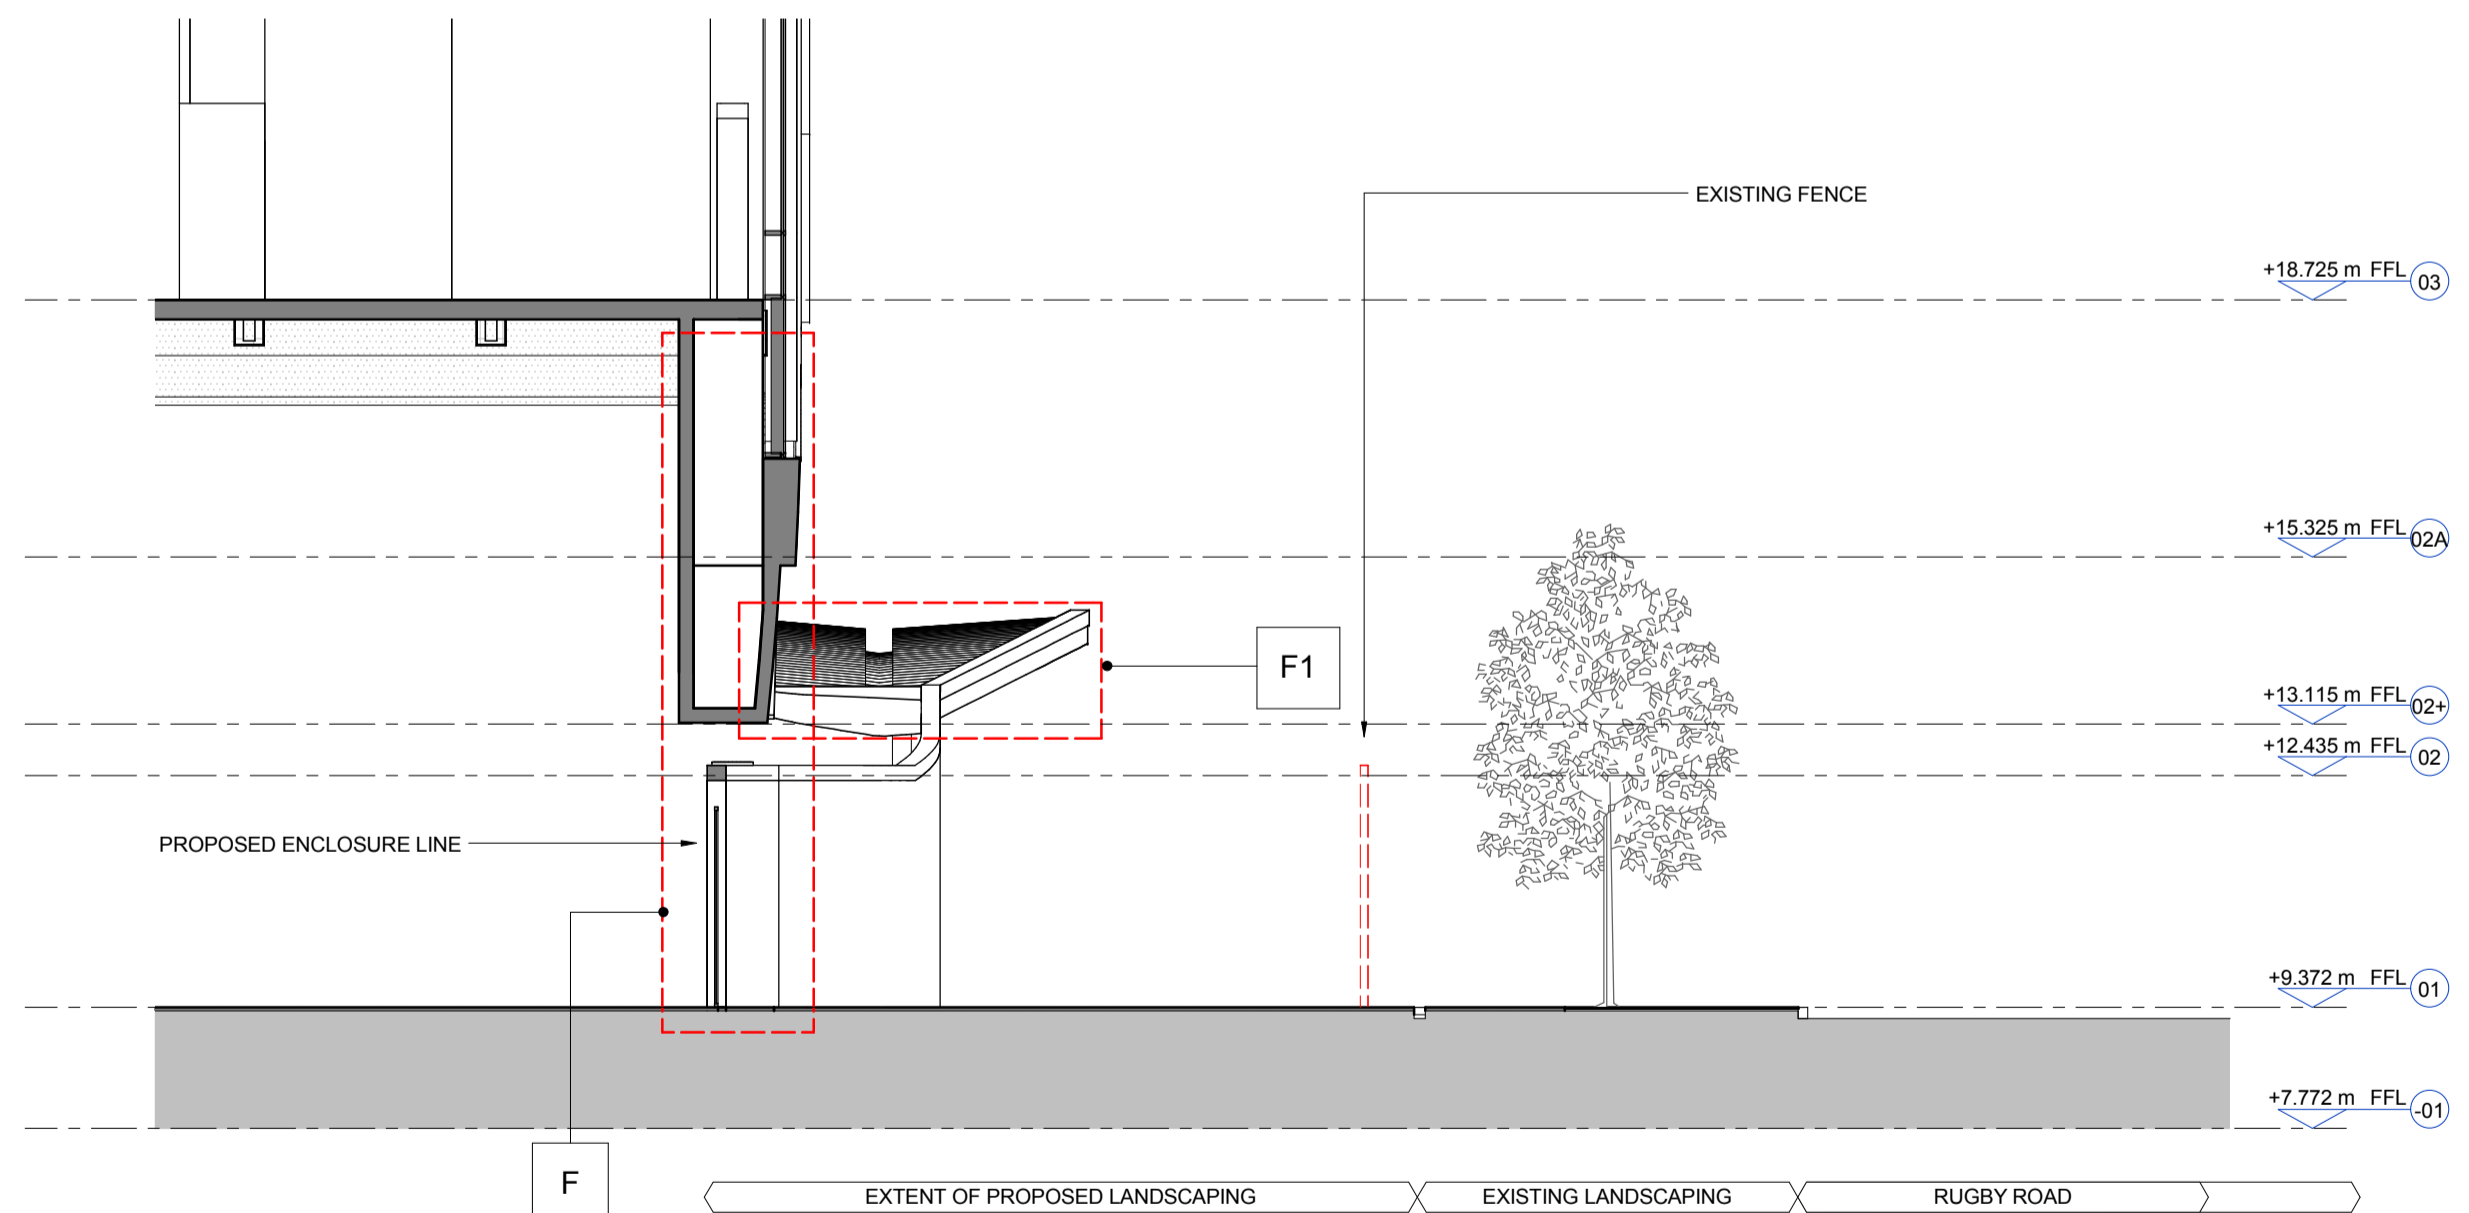 EXISTING FENCE
+18.725 m FFL 03
+15.325 m FFL 02A
F1
+13.115 m FFL 02+
+12.435 m FFL 02
PROPOSED ENCLOSURE LINE
+9.372 m FFL 01
+7.772 m FFL -01
F
EXTENT OF PROPOSED LANDSCAPING
EXISTING LANDSCAPING
RUGBY ROAD